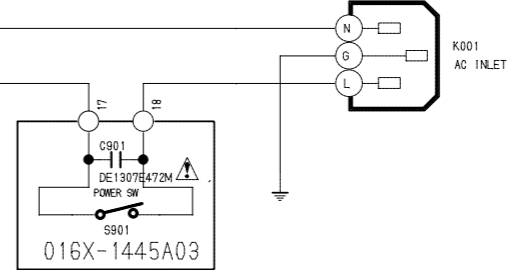 N
K001
G
AC INLET
L
17
18
C901
DE1307E472M
POWER SW
S901
016X-1445A03